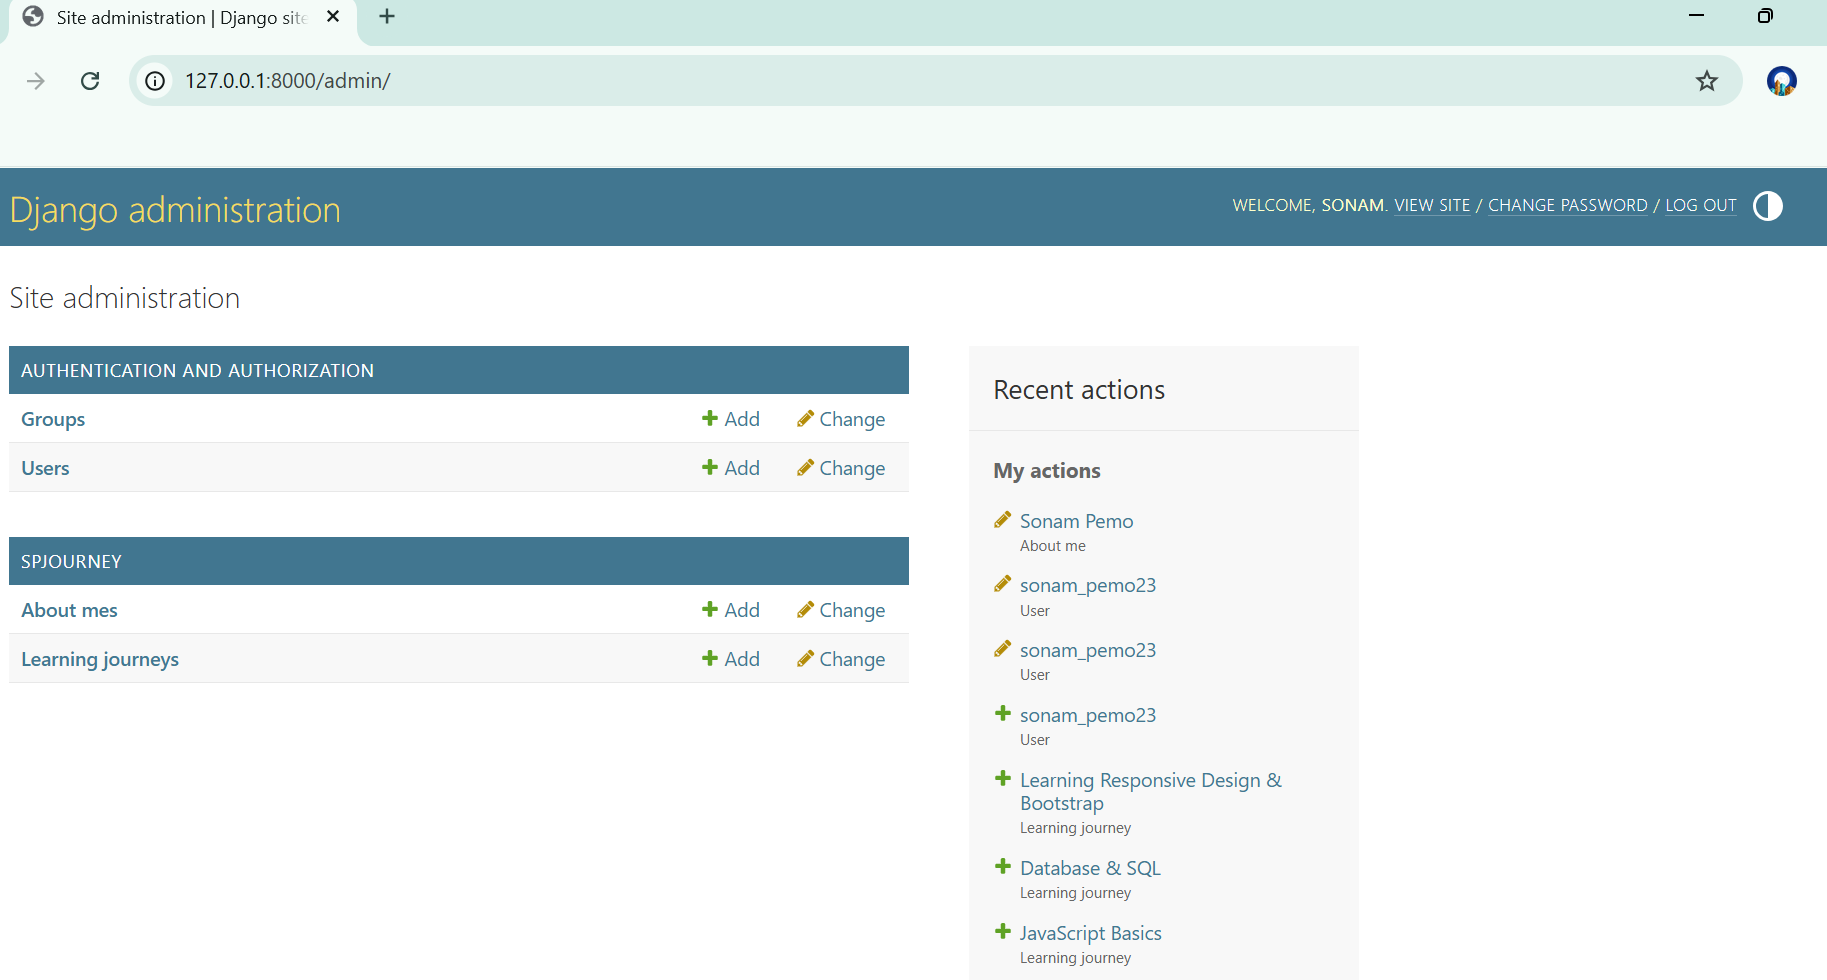 Site administration | Django site
127.0.0.1:8000/admin/
Django administration
WELCOME, SONAM. VIEW SITE / CHANGE PASSWORD / LOG OUT
Site administration
AUTHENTICATION AND AUTHORIZATION
Groups Add Change
Users Add Change
SPJOURNEY
About mes Add Change
Learning journeys Add Change
Recent actions
My actions
Sonam Pemo
About me
sonam_pemo23
User
sonam_pemo23
User
sonam_pemo23
User
Learning Responsive Design &
Bootstrap
Learning journey
Database & SQL
Learning journey
JavaScript Basics
Learning journey